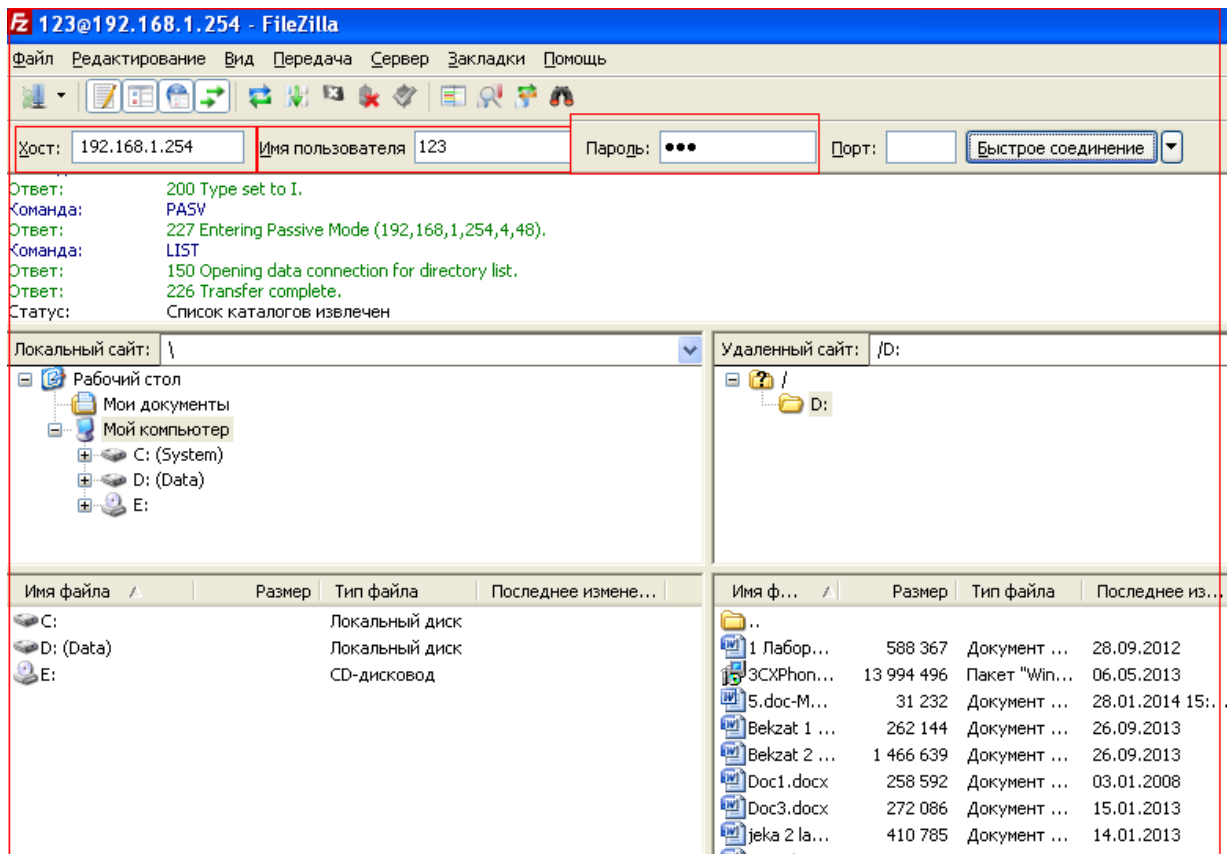 123@192.168.1.254 - FileZilla
Файл Редактирование Вид Передача Сервер Закладки Помощь
Хост: 192.168.1.254 Имя пользователя 123 Пароль: ●●● Порт: Быстрое соединение
Ответ: 200 Type set to I.
Команда: PASV
Ответ: 227 Entering Passive Mode (192,168,1,254,4,48).
Команда: LIST
Ответ: 150 Opening data connection for directory list.
Ответ: 226 Transfer complete.
Статус: Список каталогов извлечен
Локальный сайт: \
Рабочий стол
Мои документы
Мой компьютер
C: (System)
D: (Data)
E:
Удаленный сайт: /D:
/
D:
Имя файла Размер Тип файла Последнее измене...
C: Локальный диск
D: (Data) Локальный диск
E: CD-дисковод
Имя ф... Размер Тип файла Последнее из...
..
1 Лабор... 588 367 Документ ... 28.09.2012
3CXPhon... 13 994 496 Пакет "Win... 06.05.2013
5.doc-M... 31 232 Документ ... 28.01.2014 15:...
Bekzat 1 ... 262 144 Документ ... 26.09.2013
Bekzat 2 ... 1 466 639 Документ ... 26.09.2013
Doc1.docx 258 592 Документ ... 03.01.2008
Doc3.docx 272 086 Документ ... 15.01.2013
jeka 2 la... 410 785 Документ ... 14.01.2013